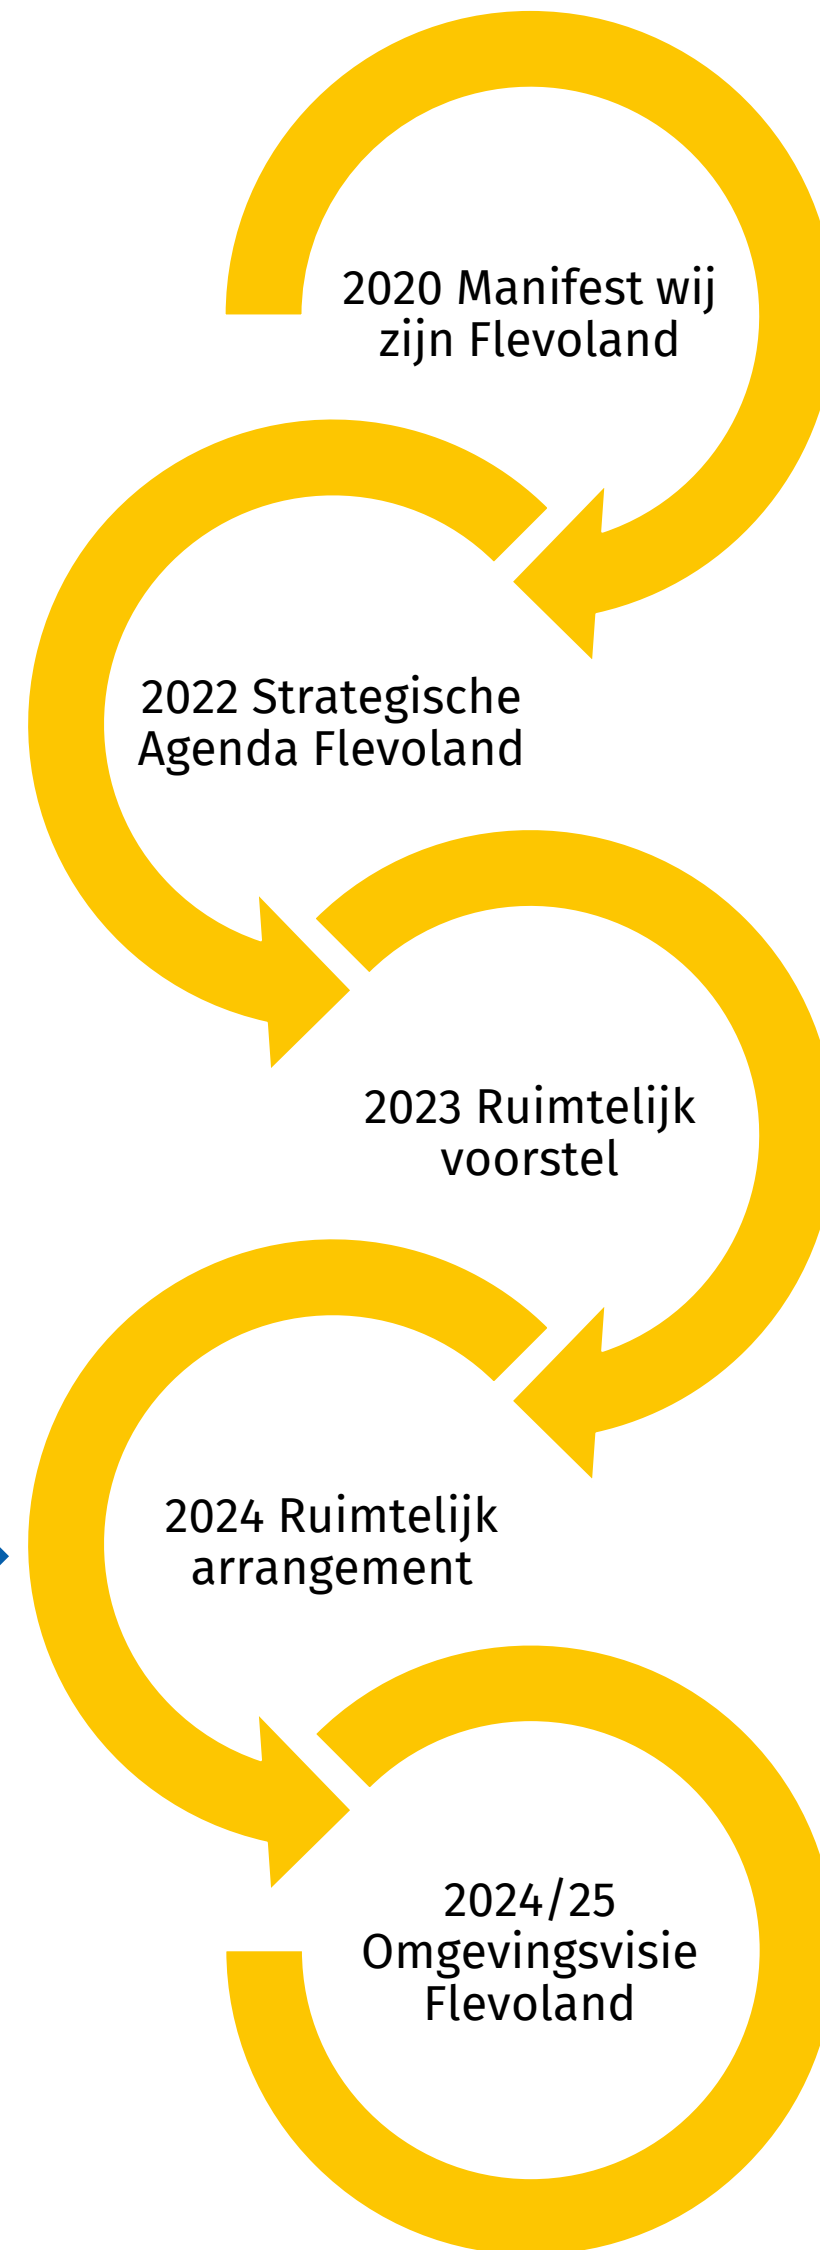 2020 Manifest wij
zijn Flevoland
2022 Strategische
Agenda Flevoland
2023 Ruimtelijk
voorstel
2024 Ruimtelijk
arrangement
2024/25
Omgevingsvisie
Flevoland